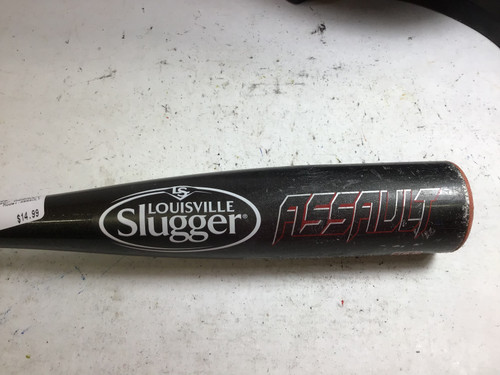 $14.99
LS
LOUISVILLE
Slugger®
ASSAULT